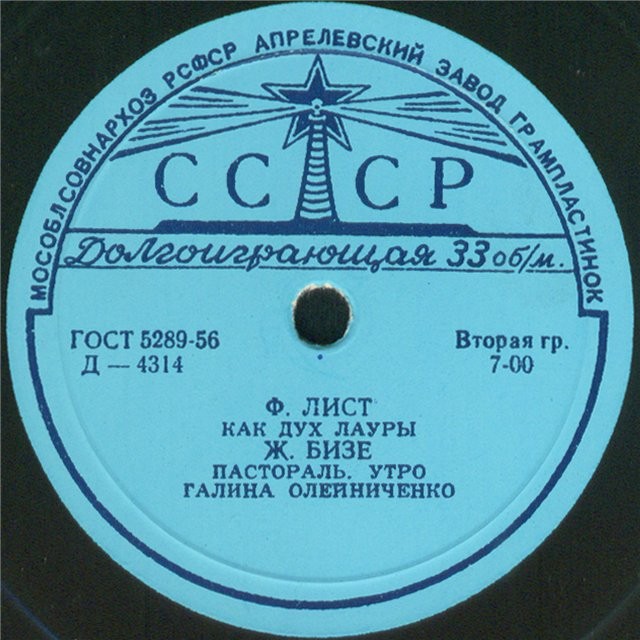 МОСОБЛСОВНАРХОЗ РСФСР АПРЕЛЕВСКИЙ ЗАВОД ГРАМПЛАСТИНОК
СССР
Долгоиграющая 33 об/м.
ГОСТ 5289-56
Д — 4314
Вторая гр.
7-00
Ф. ЛИСТ
КАК ДУХ ЛАУРЫ
Ж. БИЗЕ
ПАСТОРАЛЬ. УТРО
ГАЛИНА ОЛЕЙНИЧЕНКО